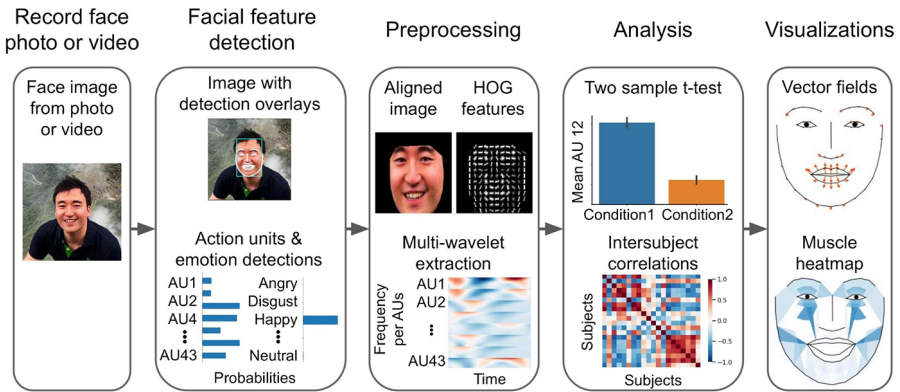 Record face
photo or video
Face image
from photo
or video
Facial feature
detection
Image with
detection overlays
Action units &
emotion detections
AU1
AU2
AU4
AU43
Angry
Disgust
Happy
Neutral
Probabilities
Preprocessing
Aligned
image
HOG
features
Multi-wavelet
extraction
Frequency
per AUs
AU1
AU2
AU43
Time
Analysis
Two sample t-test
Mean AU 12
Condition1
Condition2
Intersubject
correlations
Subjects
1.0
0.5
0.0
−0.5
−1.0
Subjects
Visualizations
Vector fields
Muscle
heatmap